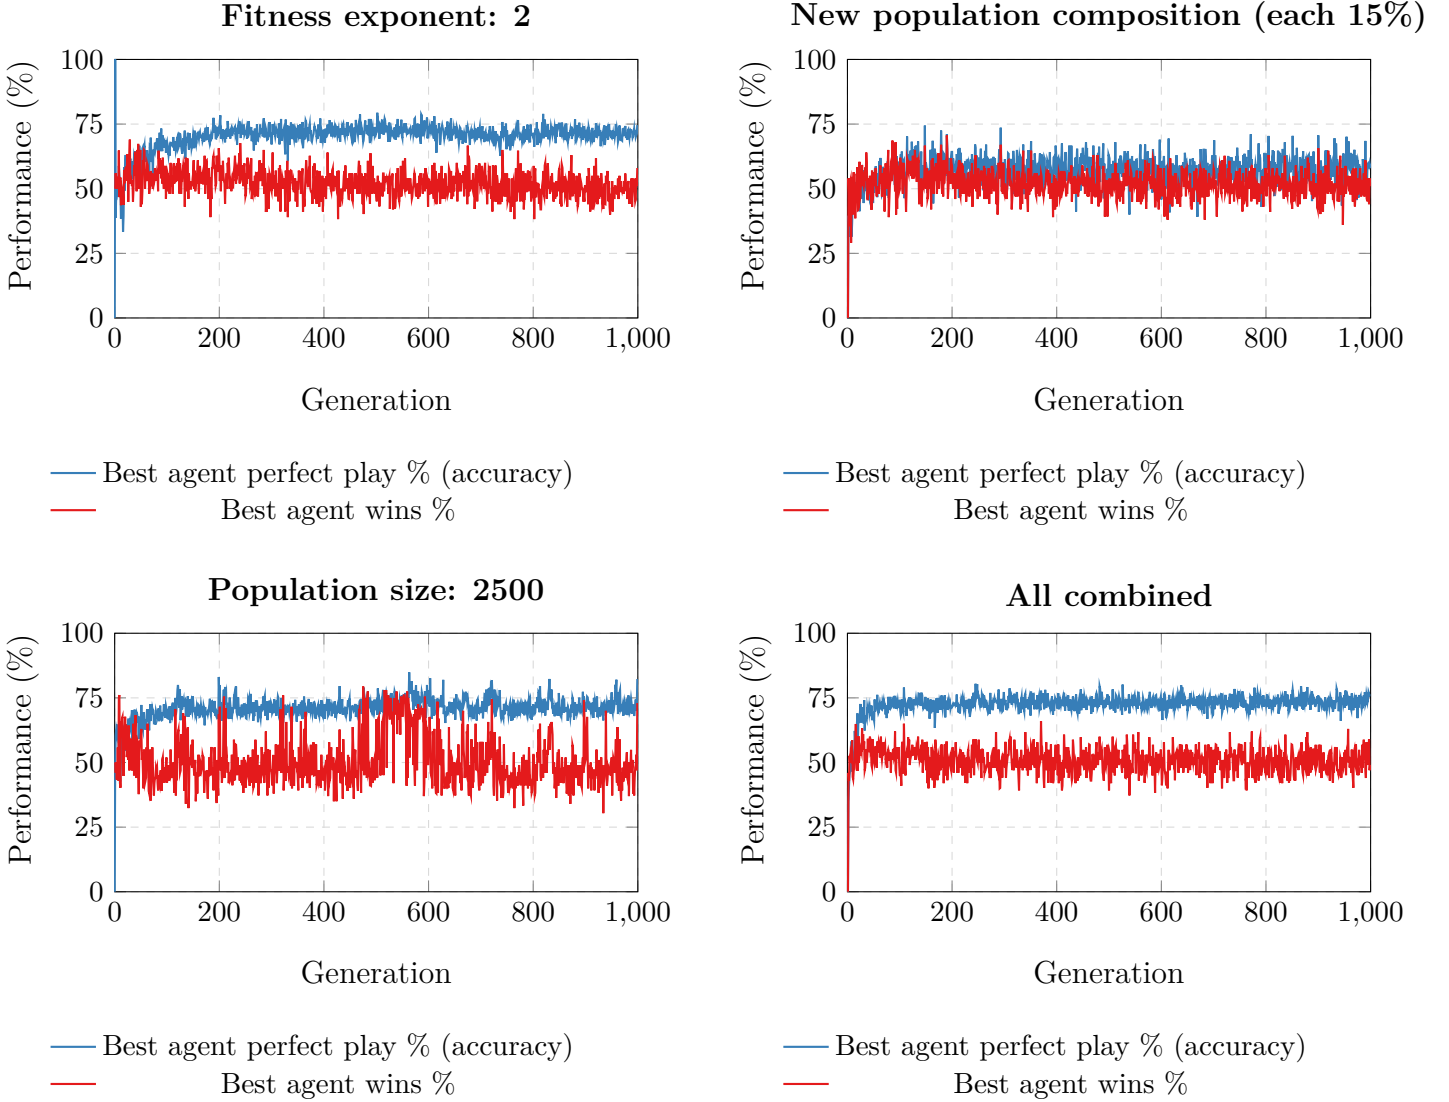 Fitness exponent: 2
Performance (%)
100
75
50
25
0
0 200 400 600 800 1,000
Generation
Best agent perfect play % (accuracy)
Best agent wins %
New population composition (each 15%)
Performance (%)
100
75
50
25
0
0 200 400 600 800 1,000
Generation
Best agent perfect play % (accuracy)
Best agent wins %
Population size: 2500
Performance (%)
100
75
50
25
0
0 200 400 600 800 1,000
Generation
Best agent perfect play % (accuracy)
Best agent wins %
All combined
Performance (%)
100
75
50
25
0
0 200 400 600 800 1,000
Generation
Best agent perfect play % (accuracy)
Best agent wins %